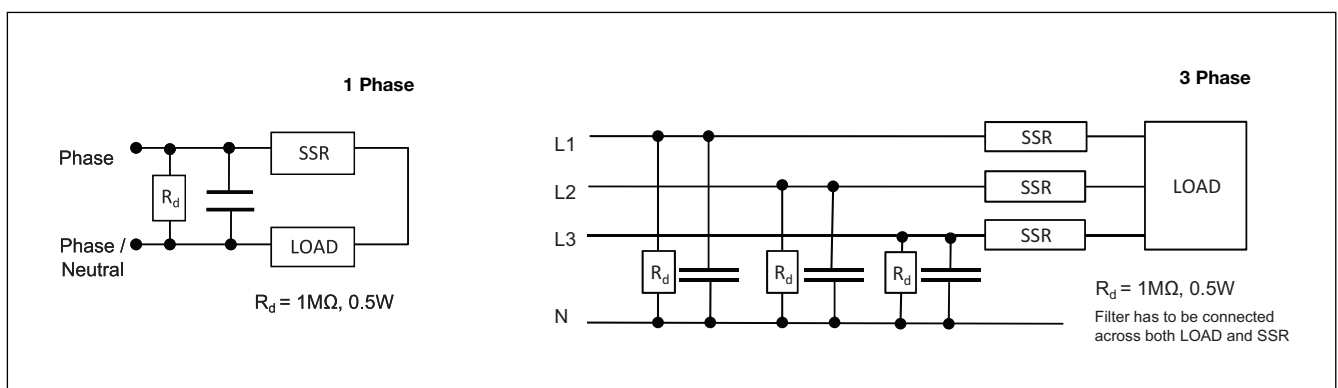 1 Phase
Phase
SSR
R_d
Phase /
Neutral
LOAD
R_d = 1MΩ, 0.5W
3 Phase
L1
SSR
L2
SSR
LOAD
L3
SSR
R_d
R_d
R_d
N
R_d = 1MΩ, 0.5W
Filter has to be connected
across both LOAD and SSR